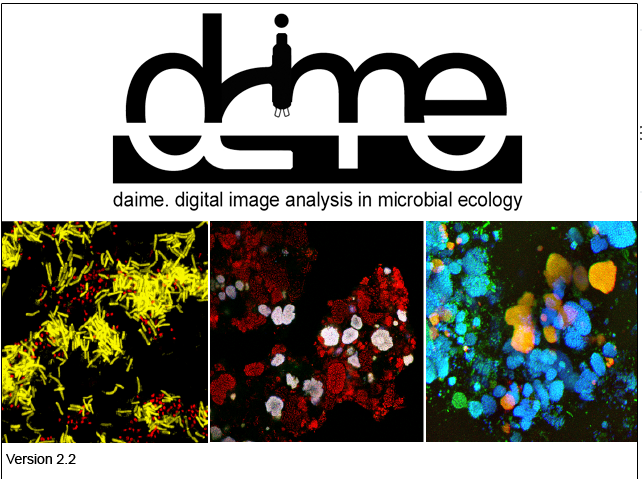 daime
daime. digital image analysis in microbial ecology
Version 2.2